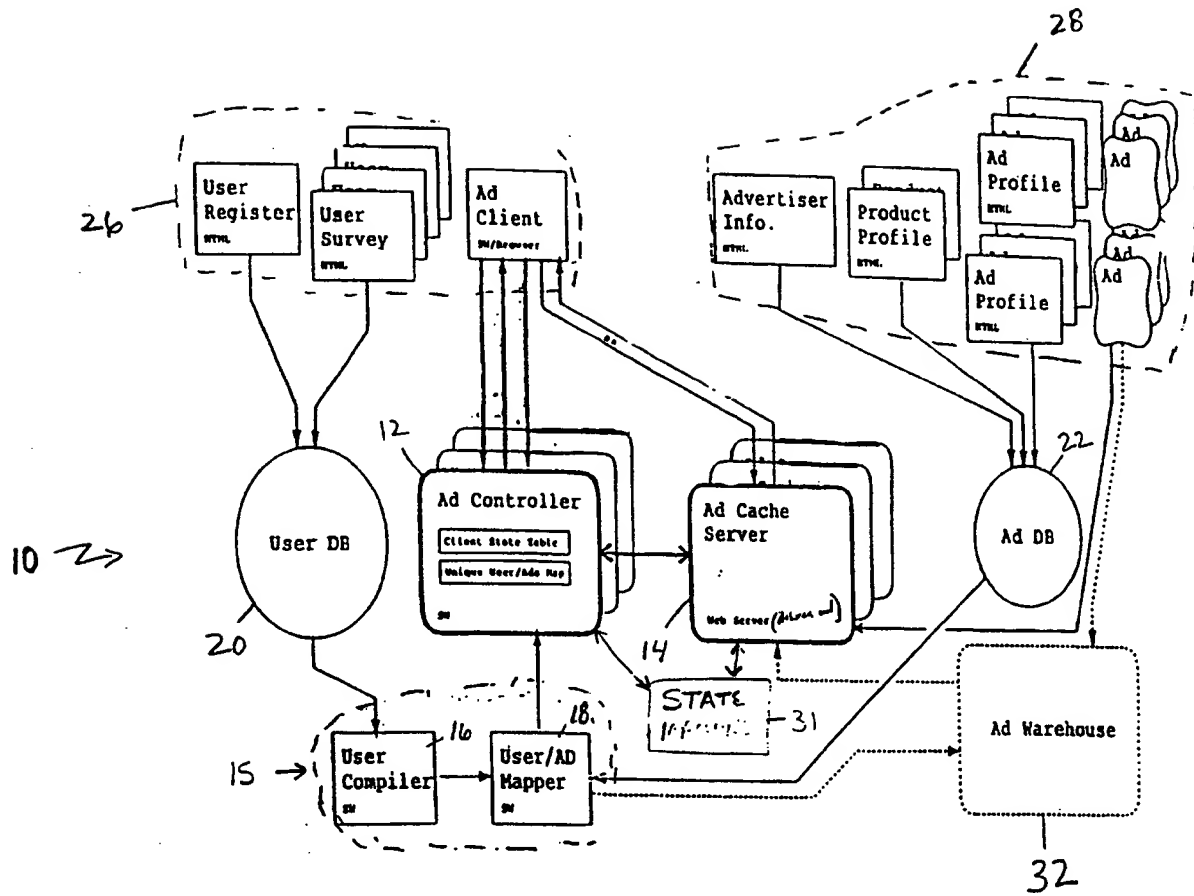 28
26
User
Register
HTML
User
Survey
HTML
Ad
Client
SW/Browser
Advertiser
Info.
HTML
Product
Product
Profile
HTML
Ad
Profile
HTML
Ad
Profile
HTML
Ad
Ad
Ad
Ad
10
User DB
20
12
Ad Controller
Client State Table
Unique User/Ads Map
SW
Ad Cache
Server
Web Server
14
22
Ad DB
STATE
31
Ad Warehouse
32
15
16
User
Compiler
SW
18
User/AD
Mapper
SW